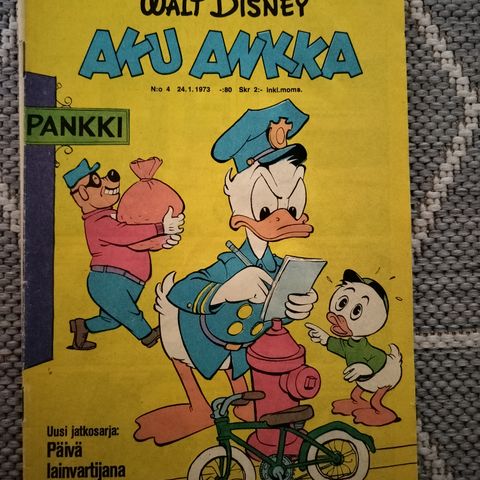 WALT DISNEY
AKU ANKKA
N:o 4 24.1.1973 -:80 Skr 2:- inkl.moms.
PANKKI
Uusi jatkosarja:
Päivä
lainvartijana